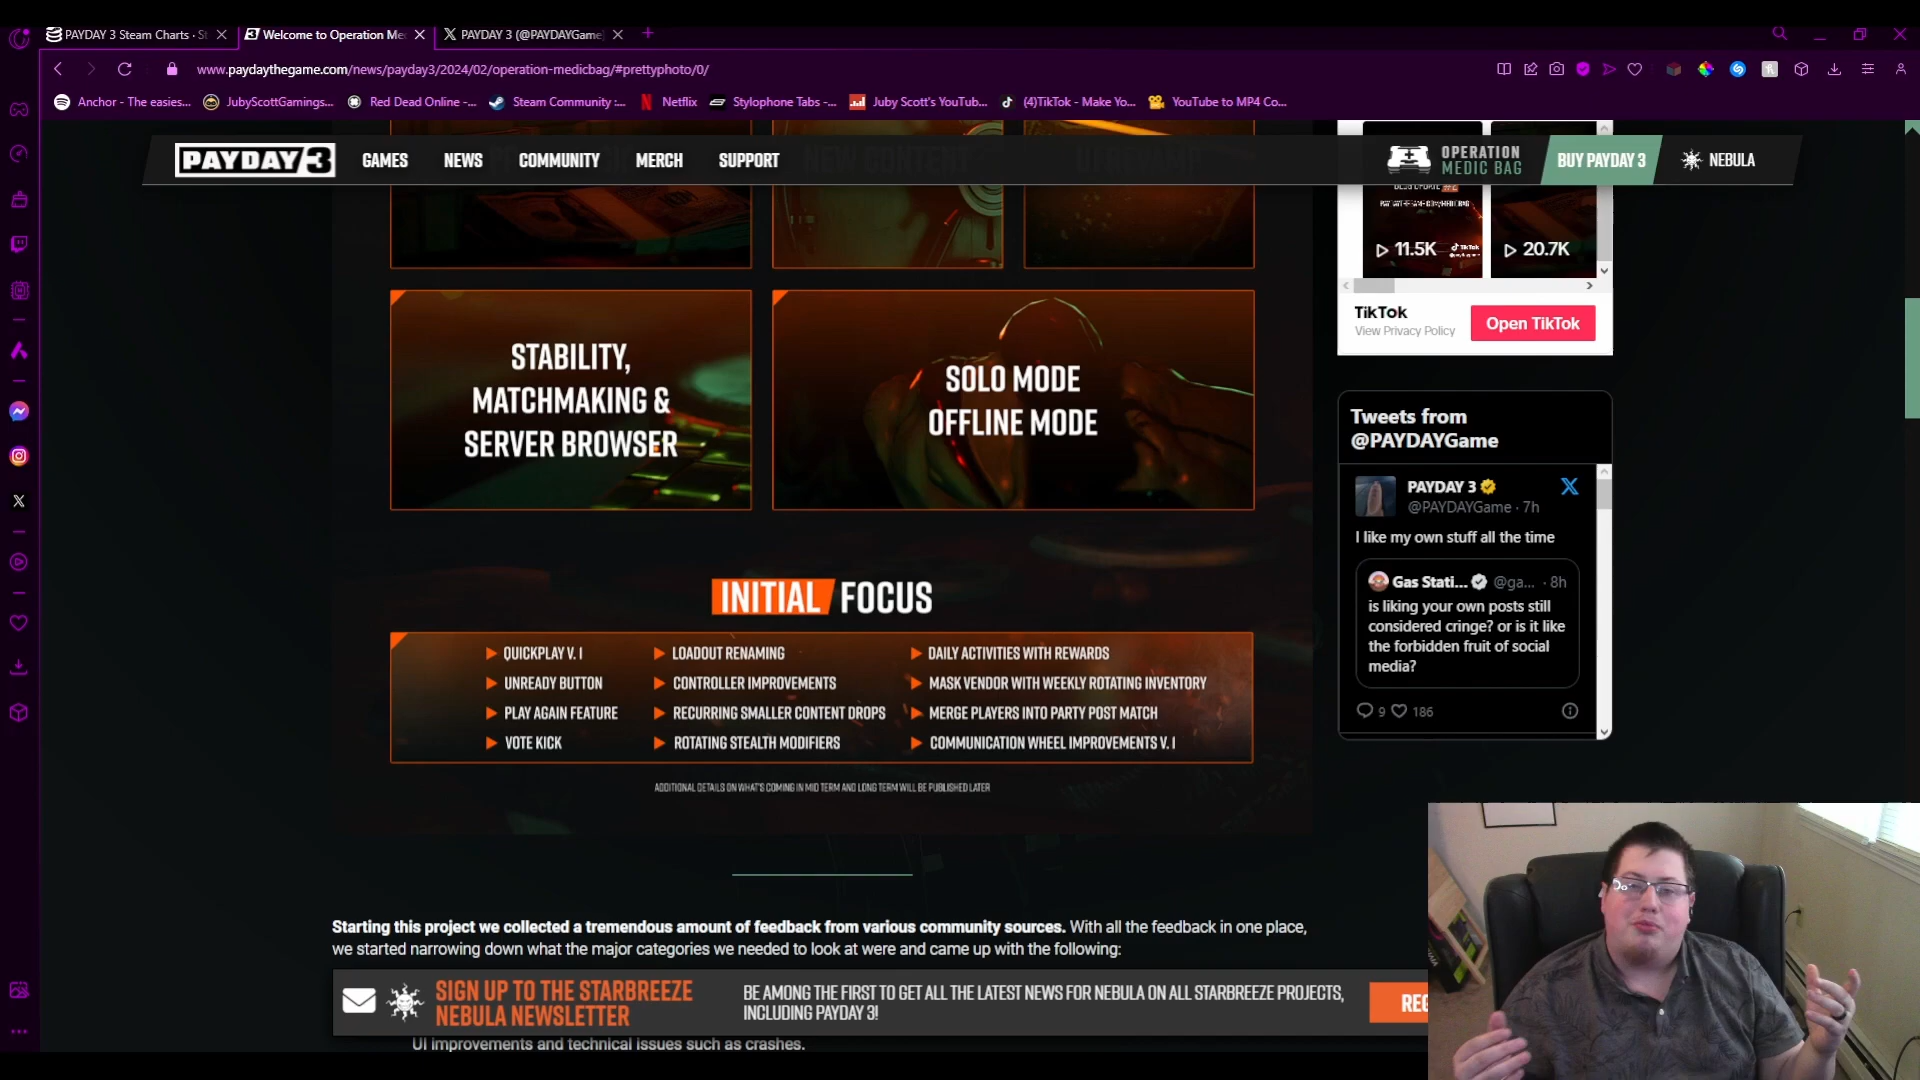 PAYDAY 3 Steam Charts · St
Welcome to Operation Me
PAYDAY 3 (@PAYDAYGame)
www.paydaythegame.com/news/payday3/2024/02/operation-medicbag/#prettyphoto/0/
Anchor - The easies...
JubyScottGamings...
Red Dead Online -...
Steam Community :...
Netflix
Stylophone Tabs -...
Juby Scott's YouTub...
(4)TikTok - Make Yo...
YouTube to MP4 Co...
PAYDAY 3
GAMES
NEWS
COMMUNITY
MERCH
SUPPORT
OPERATION
MEDIC BAG
BUY PAYDAY 3
NEBULA
NEW CONTENT
11.5K
20.7K
TikTok
View Privacy Policy
Open TikTok
STABILITY,
MATCHMAKING &
SERVER BROWSER
SOLO MODE
OFFLINE MODE
Tweets from
@PAYDAYGame
PAYDAY 3
@PAYDAYGame · 7h
I like my own stuff all the time
Gas Stati... @ga... · 8h
is liking your own posts still
considered cringe? or is it like
the forbidden fruit of social
media?
9 186
INITIAL FOCUS
QUICKPLAY V. 1
UNREADY BUTTON
PLAY AGAIN FEATURE
VOTE KICK
LOADOUT RENAMING
CONTROLLER IMPROVEMENTS
RECURRING SMALLER CONTENT DROPS
ROTATING STEALTH MODIFIERS
DAILY ACTIVITIES WITH REWARDS
MASK VENDOR WITH WEEKLY ROTATING INVENTORY
MERGE PLAYERS INTO PARTY POST MATCH
COMMUNICATION WHEEL IMPROVEMENTS V. 1
ADDITIONAL DETAILS ON WHAT'S COMING IN MID TERM AND LONG TERM WILL BE PUBLISHED LATER
Starting this project we collected a tremendous amount of feedback from various community sources. With all the feedback in one place,
we started narrowing down what the major categories we needed to look at were and came up with the following:
SIGN UP TO THE STARBREEZE
NEBULA NEWSLETTER
BE AMONG THE FIRST TO GET ALL THE LATEST NEWS FOR NEBULA ON ALL STARBREEZE PROJECTS,
INCLUDING PAYDAY 3!
REG
UI improvements and technical issues such as crashes.